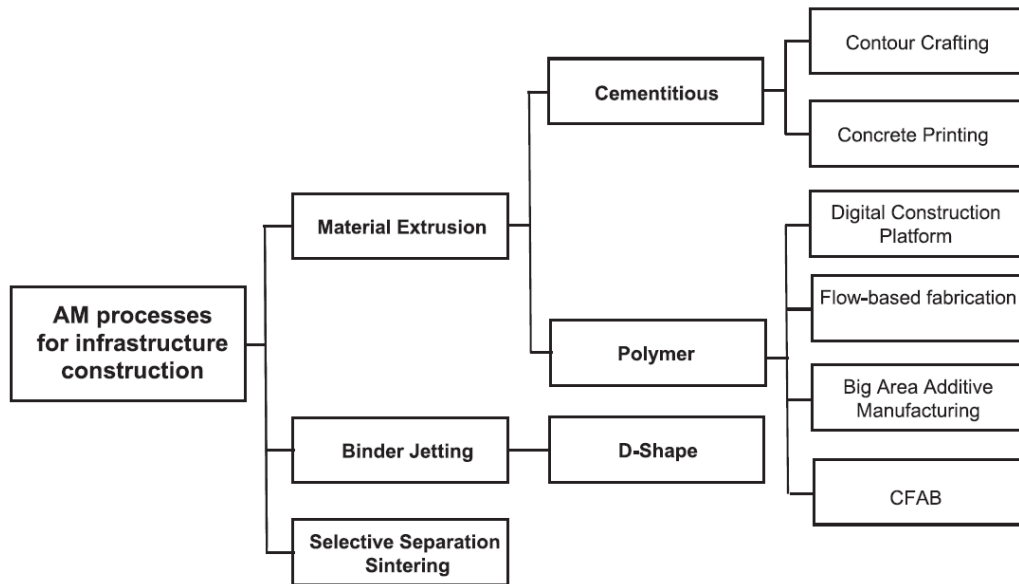 Contour Crafting
Cementitious
Concrete Printing
Material Extrusion
Digital Construction
Platform
Flow-based fabrication
AM processes
for infrastructure
construction
Polymer
Big Area Additive
Manufacturing
Binder Jetting
D-Shape
CFAB
Selective Separation
Sintering